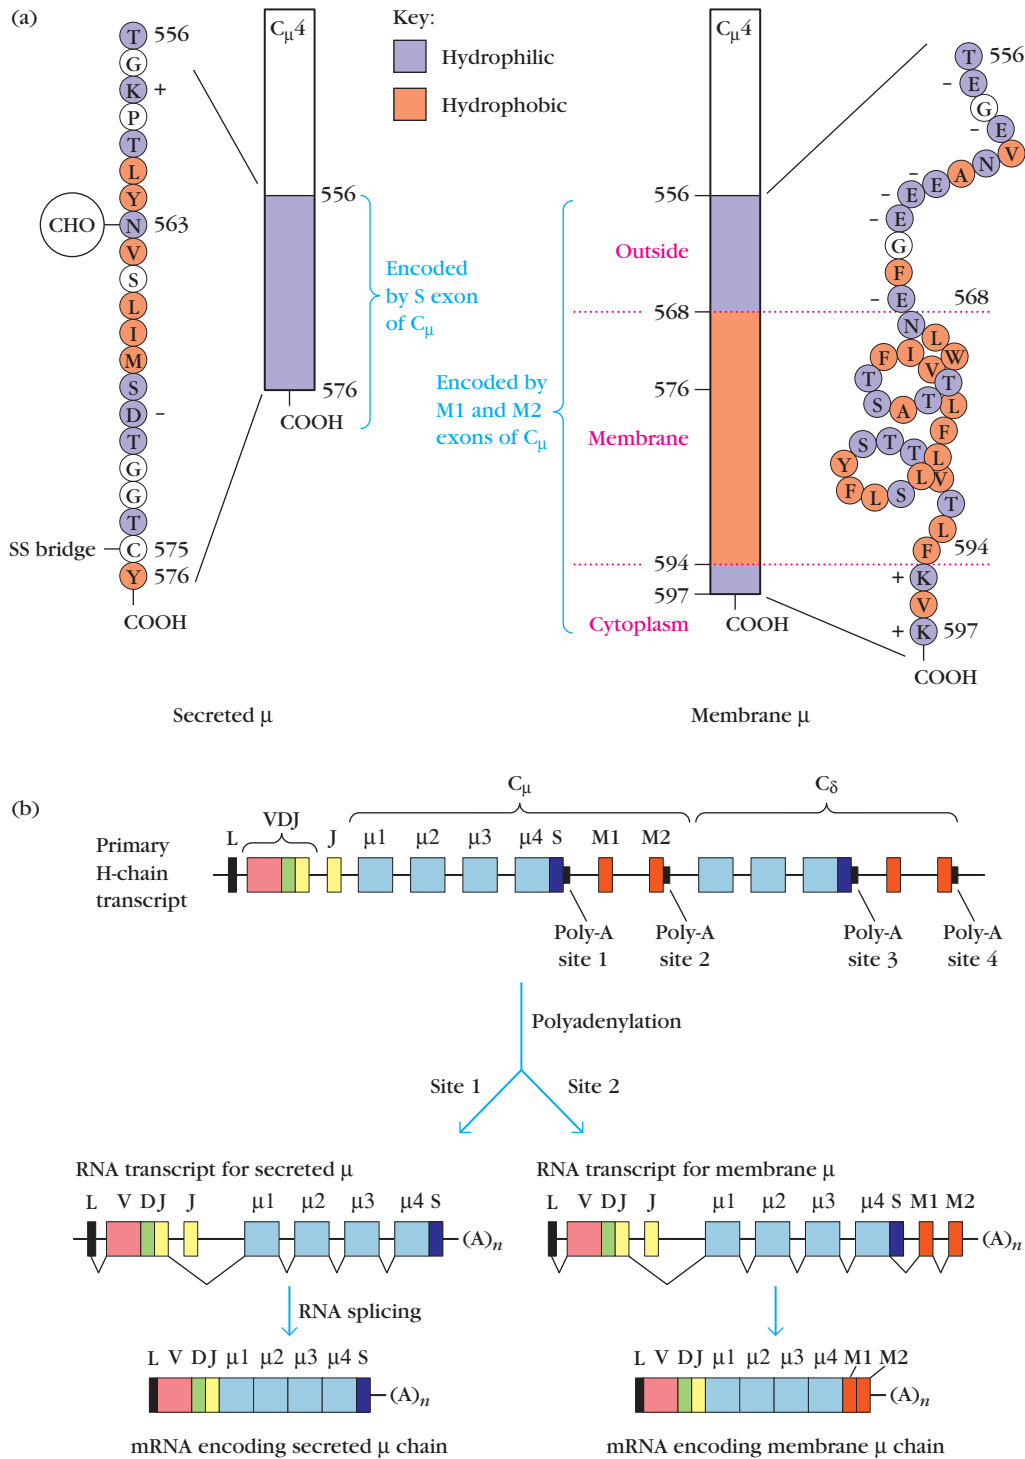 (a)
T 556
G
K +
P
T
L
Y
CHO N 563
V
S
L
I
M
S
D –
T
G
G
T
SS bridge C 575
Y 576
COOH
Cμ4
556
Encoded
by S exon
of Cμ
576
COOH
Secreted μ
Key:
Hydrophilic
Hydrophobic
Cμ4
556
Outside
568
576
Encoded by
M1 and M2
exons of Cμ
Membrane
594
597
Cytoplasm
COOH
T 556
– E
G
– E
V
N
A
– E
– E
– E
G
F
– E 568
N
L
W
I
V
F
T
T
S
A
T
L
F
L
T
T
S
Y
F
L
S
L
V
T
L
F 594
+ K
V
+ K 597
COOH
Membrane μ
(b)
Cμ Cδ
Primary
H-chain
transcript
L VDJ J μ1 μ2 μ3 μ4 S M1 M2
Poly-A
site 1
Poly-A
site 2
Poly-A
site 3
Poly-A
site 4
Polyadenylation
Site 1 Site 2
RNA transcript for secreted μ
L V D J J μ1 μ2 μ3 μ4 S
(A)n
RNA splicing
L V D J μ1 μ2 μ3 μ4 S
(A)n
mRNA encoding secreted μ chain
RNA transcript for membrane μ
L V D J J μ1 μ2 μ3 μ4 S M1 M2
(A)n
L V D J μ1 μ2 μ3 μ4 M1 M2
(A)n
mRNA encoding membrane μ chain